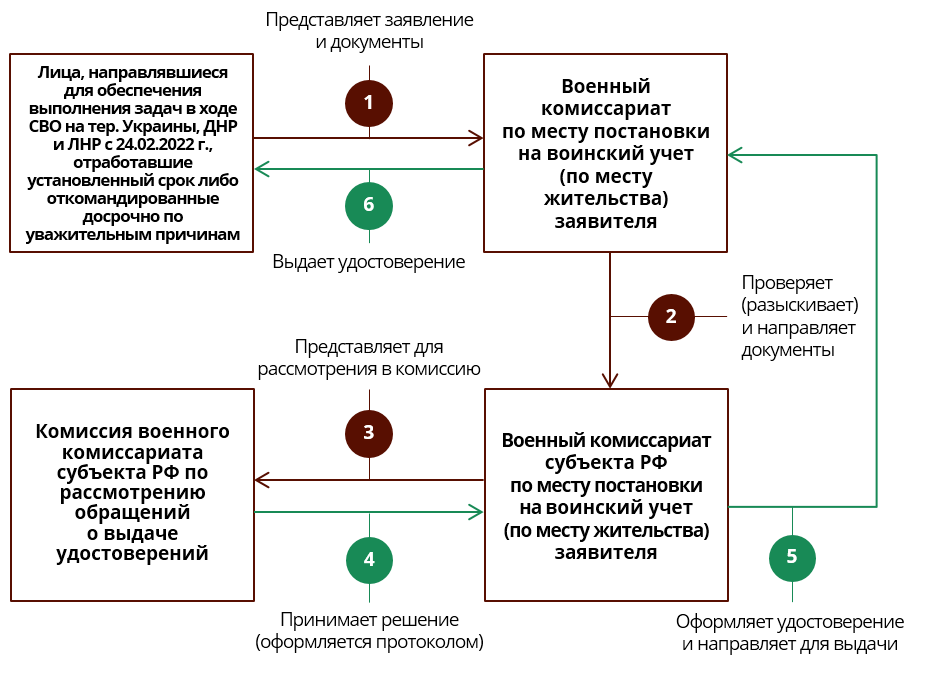 Представляет заявление
и документы
Лица, направлявшиеся
для обеспечения
выполнения задач в ходе
СВО на тер. Украины, ДНР
и ЛНР с 24.02.2022 г.,
отработавшие
установленный срок либо
откомандированные
досрочно по
уважительным причинам
1
6
Выдает удостоверение
Военный
комиссариат
по месту постановки
на воинский учет
(по месту
жительства)
заявителя
2
Проверяет
(разыскивает)
и направляет
документы
Представляет для
рассмотрения в комиссию
3
Комиссия военного
комиссариата
субъекта РФ по
рассмотрению
обращений
о выдаче
удостоверений
4
Принимает решение
(оформляется протоколом)
Военный комиссариат
субъекта РФ
по месту постановки
на воинский учет
(по месту жительства)
заявителя
5
Оформляет удостоверение
и направляет для выдачи